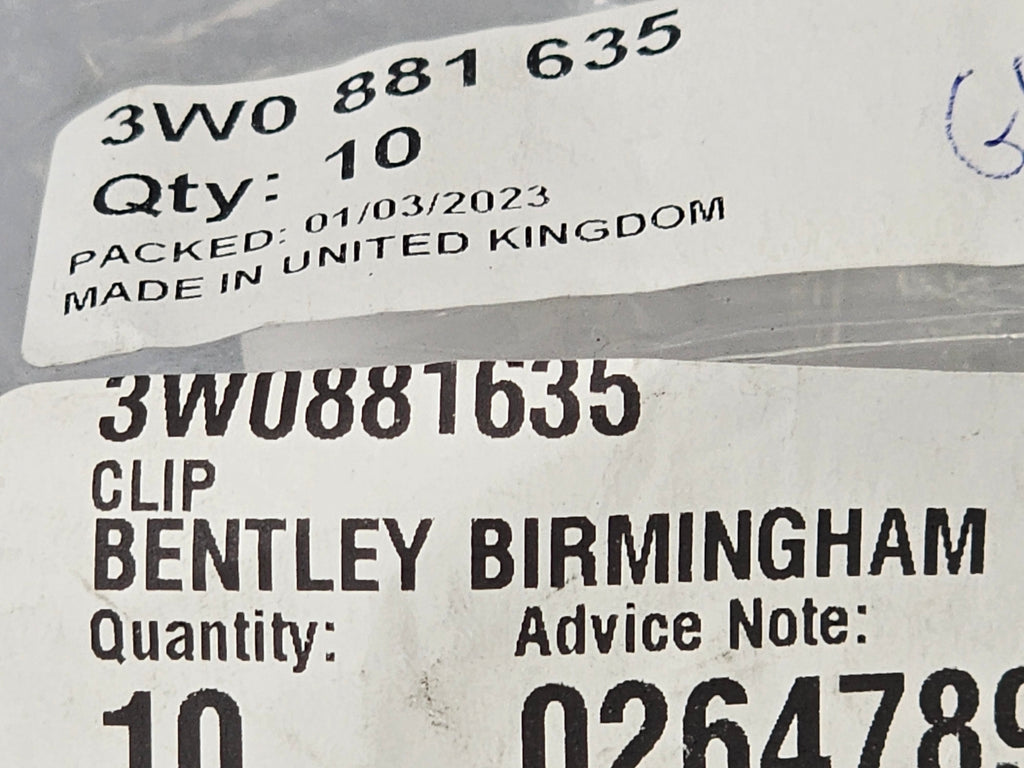 3W0 881 635
Qty: 10
PACKED: 01/03/2023
MADE IN UNITED KINGDOM
3W0881635
CLIP
BENTLEY BIRMINGHAM
Quantity: Advice Note:
10 0264789